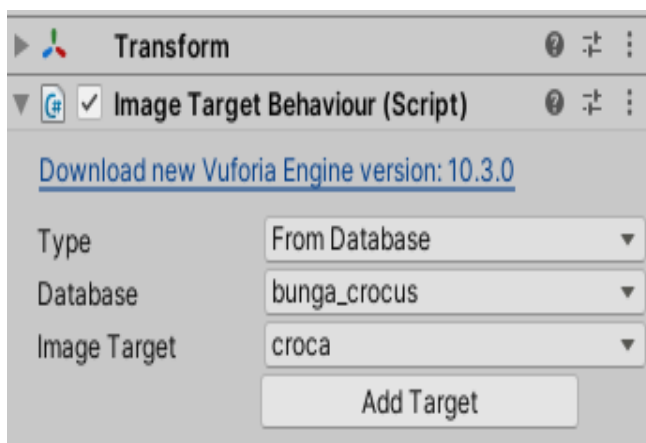 Transform
Image Target Behaviour (Script)
Download new Vuforia Engine version: 10.3.0
Type From Database
Database bunga_crocus
Image Target croca
Add Target